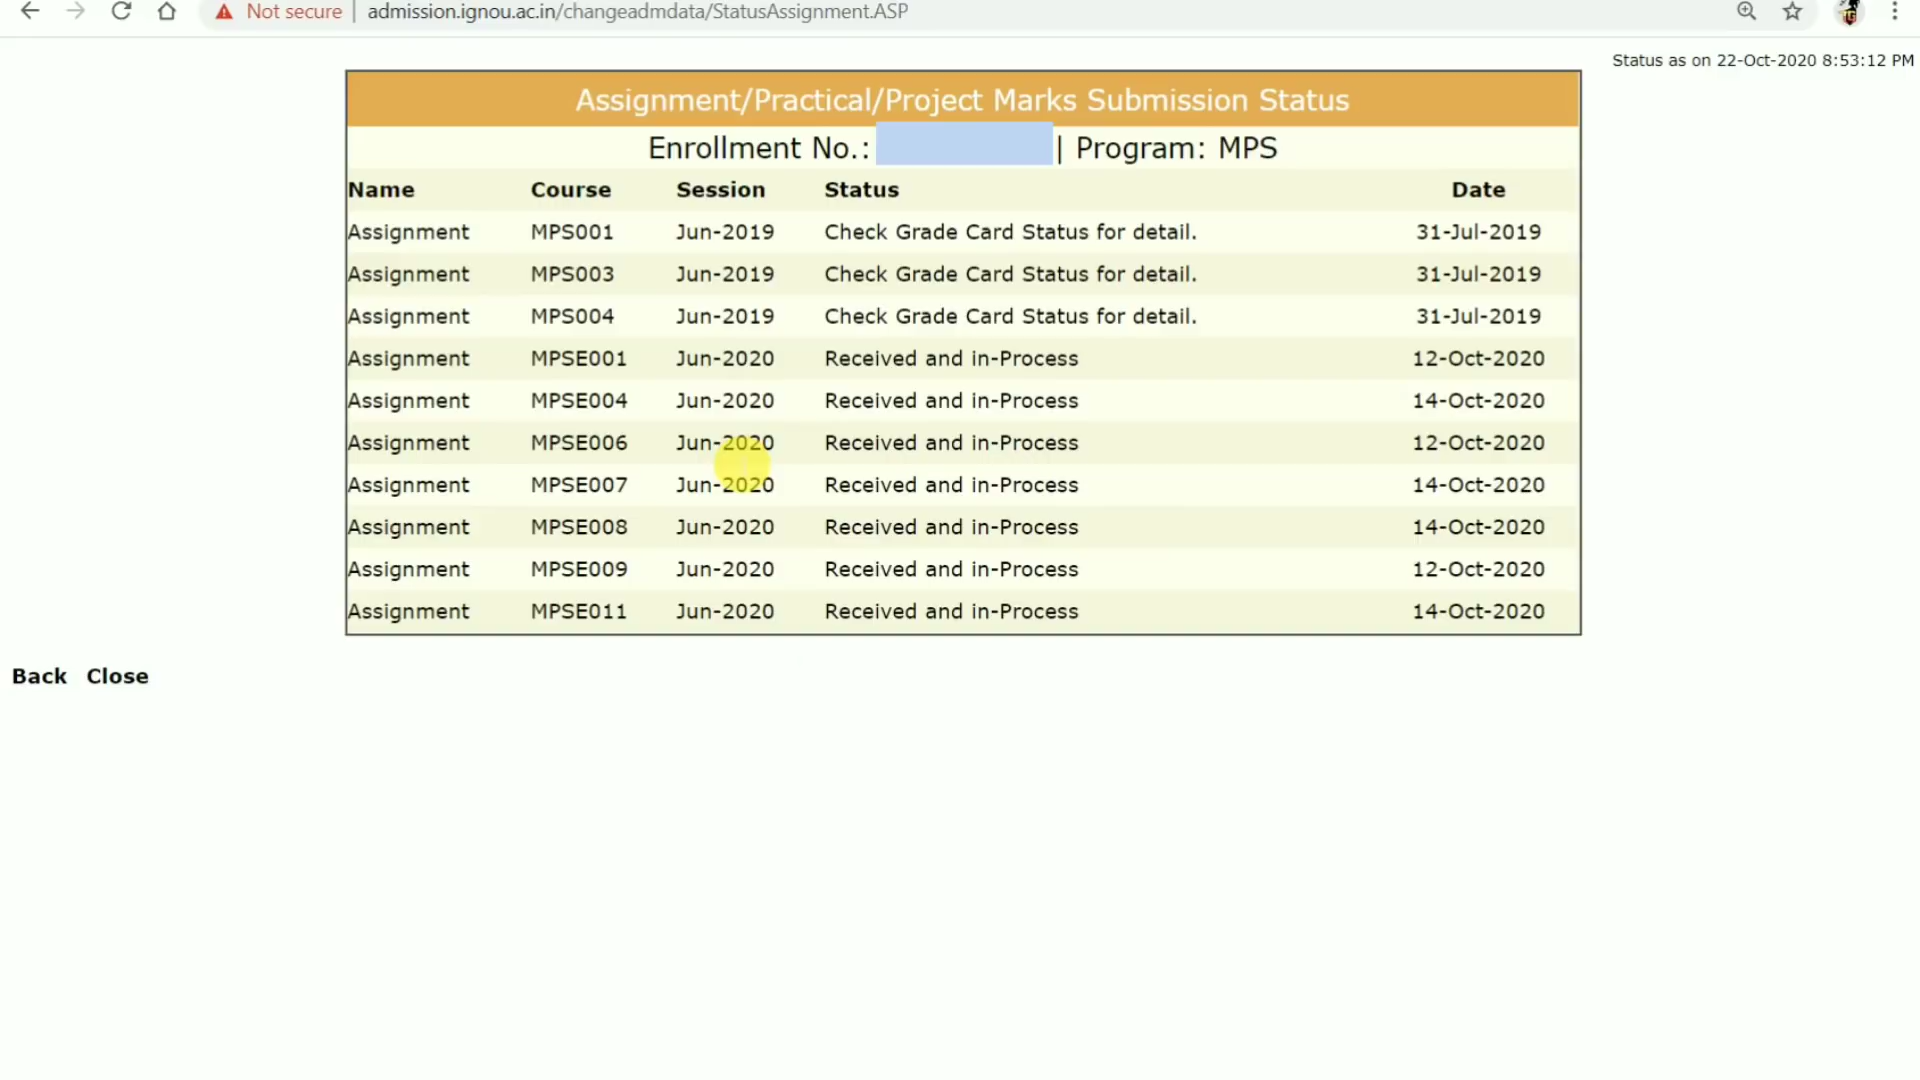 Not secure | admission.ignou.ac.in/changeadmdata/StatusAssignment.ASP
Status as on 22-Oct-2020 8:53:12 PM
Assignment/Practical/Project Marks Submission Status
Enrollment No.: | Program: MPS
Name Course Session Status Date
Assignment MPS001 Jun-2019 Check Grade Card Status for detail. 31-Jul-2019
Assignment MPS003 Jun-2019 Check Grade Card Status for detail. 31-Jul-2019
Assignment MPS004 Jun-2019 Check Grade Card Status for detail. 31-Jul-2019
Assignment MPSE001 Jun-2020 Received and in-Process 12-Oct-2020
Assignment MPSE004 Jun-2020 Received and in-Process 14-Oct-2020
Assignment MPSE006 Jun-2020 Received and in-Process 12-Oct-2020
Assignment MPSE007 Jun-2020 Received and in-Process 14-Oct-2020
Assignment MPSE008 Jun-2020 Received and in-Process 14-Oct-2020
Assignment MPSE009 Jun-2020 Received and in-Process 12-Oct-2020
Assignment MPSE011 Jun-2020 Received and in-Process 14-Oct-2020
Back Close